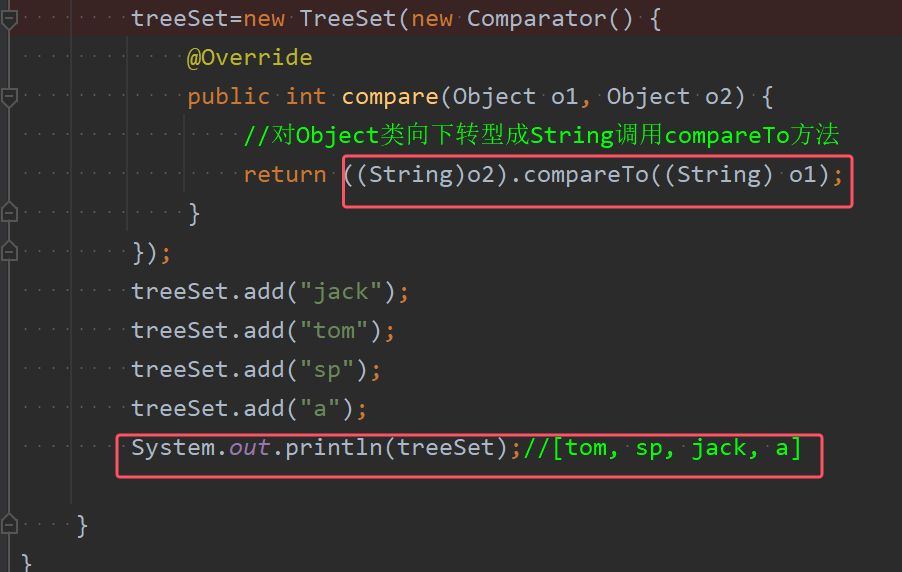 treeSet=new TreeSet(new Comparator() {
@Override
public int compare(Object o1, Object o2) {
//对Object类向下转型成String调用compareTo方法
return ((String)o2).compareTo((String) o1);
}
});
treeSet.add("jack");
treeSet.add("tom");
treeSet.add("sp");
treeSet.add("a");
System.out.println(treeSet);//[tom, sp, jack, a]
}
}